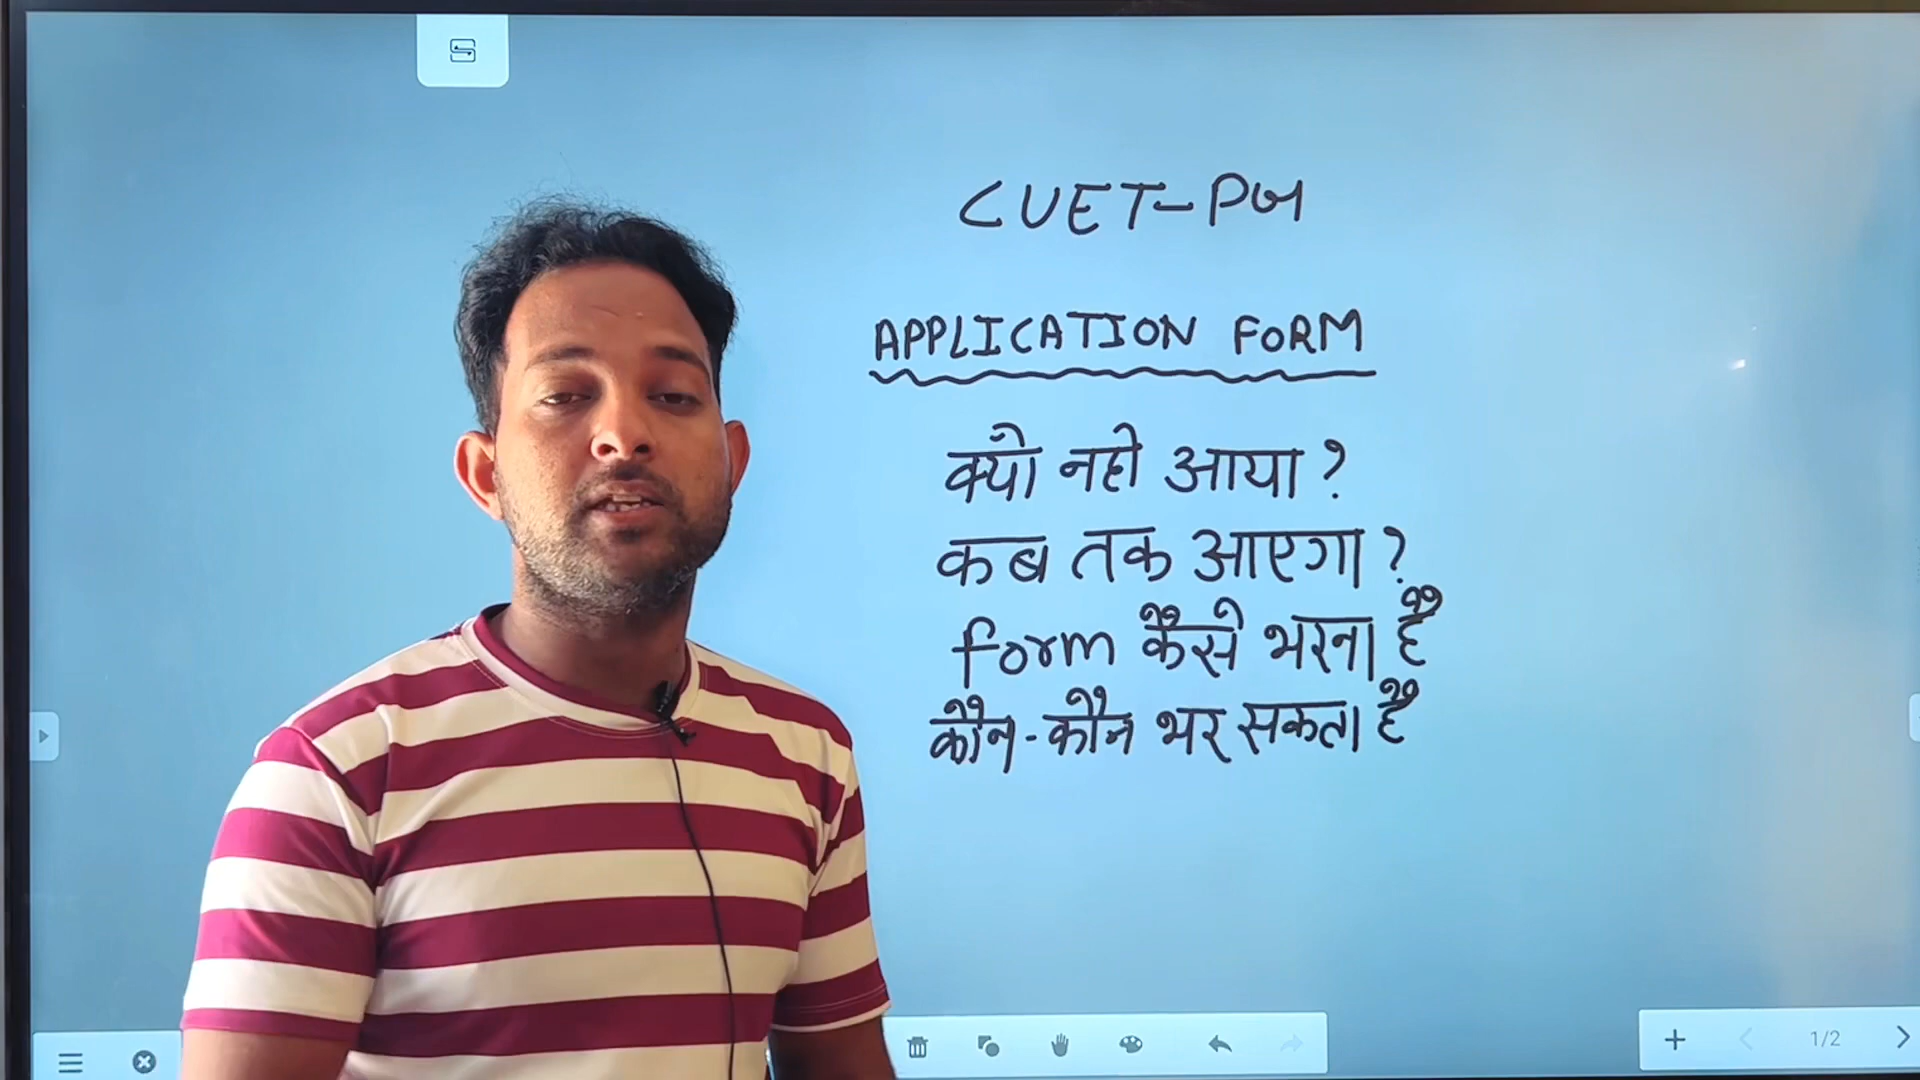 CUET-PG
APPLICATION FORM
क्यों नही आया?
कब तक आएगा?
form कैसे भरना है
कौन-कौन भर सकता है
1/2